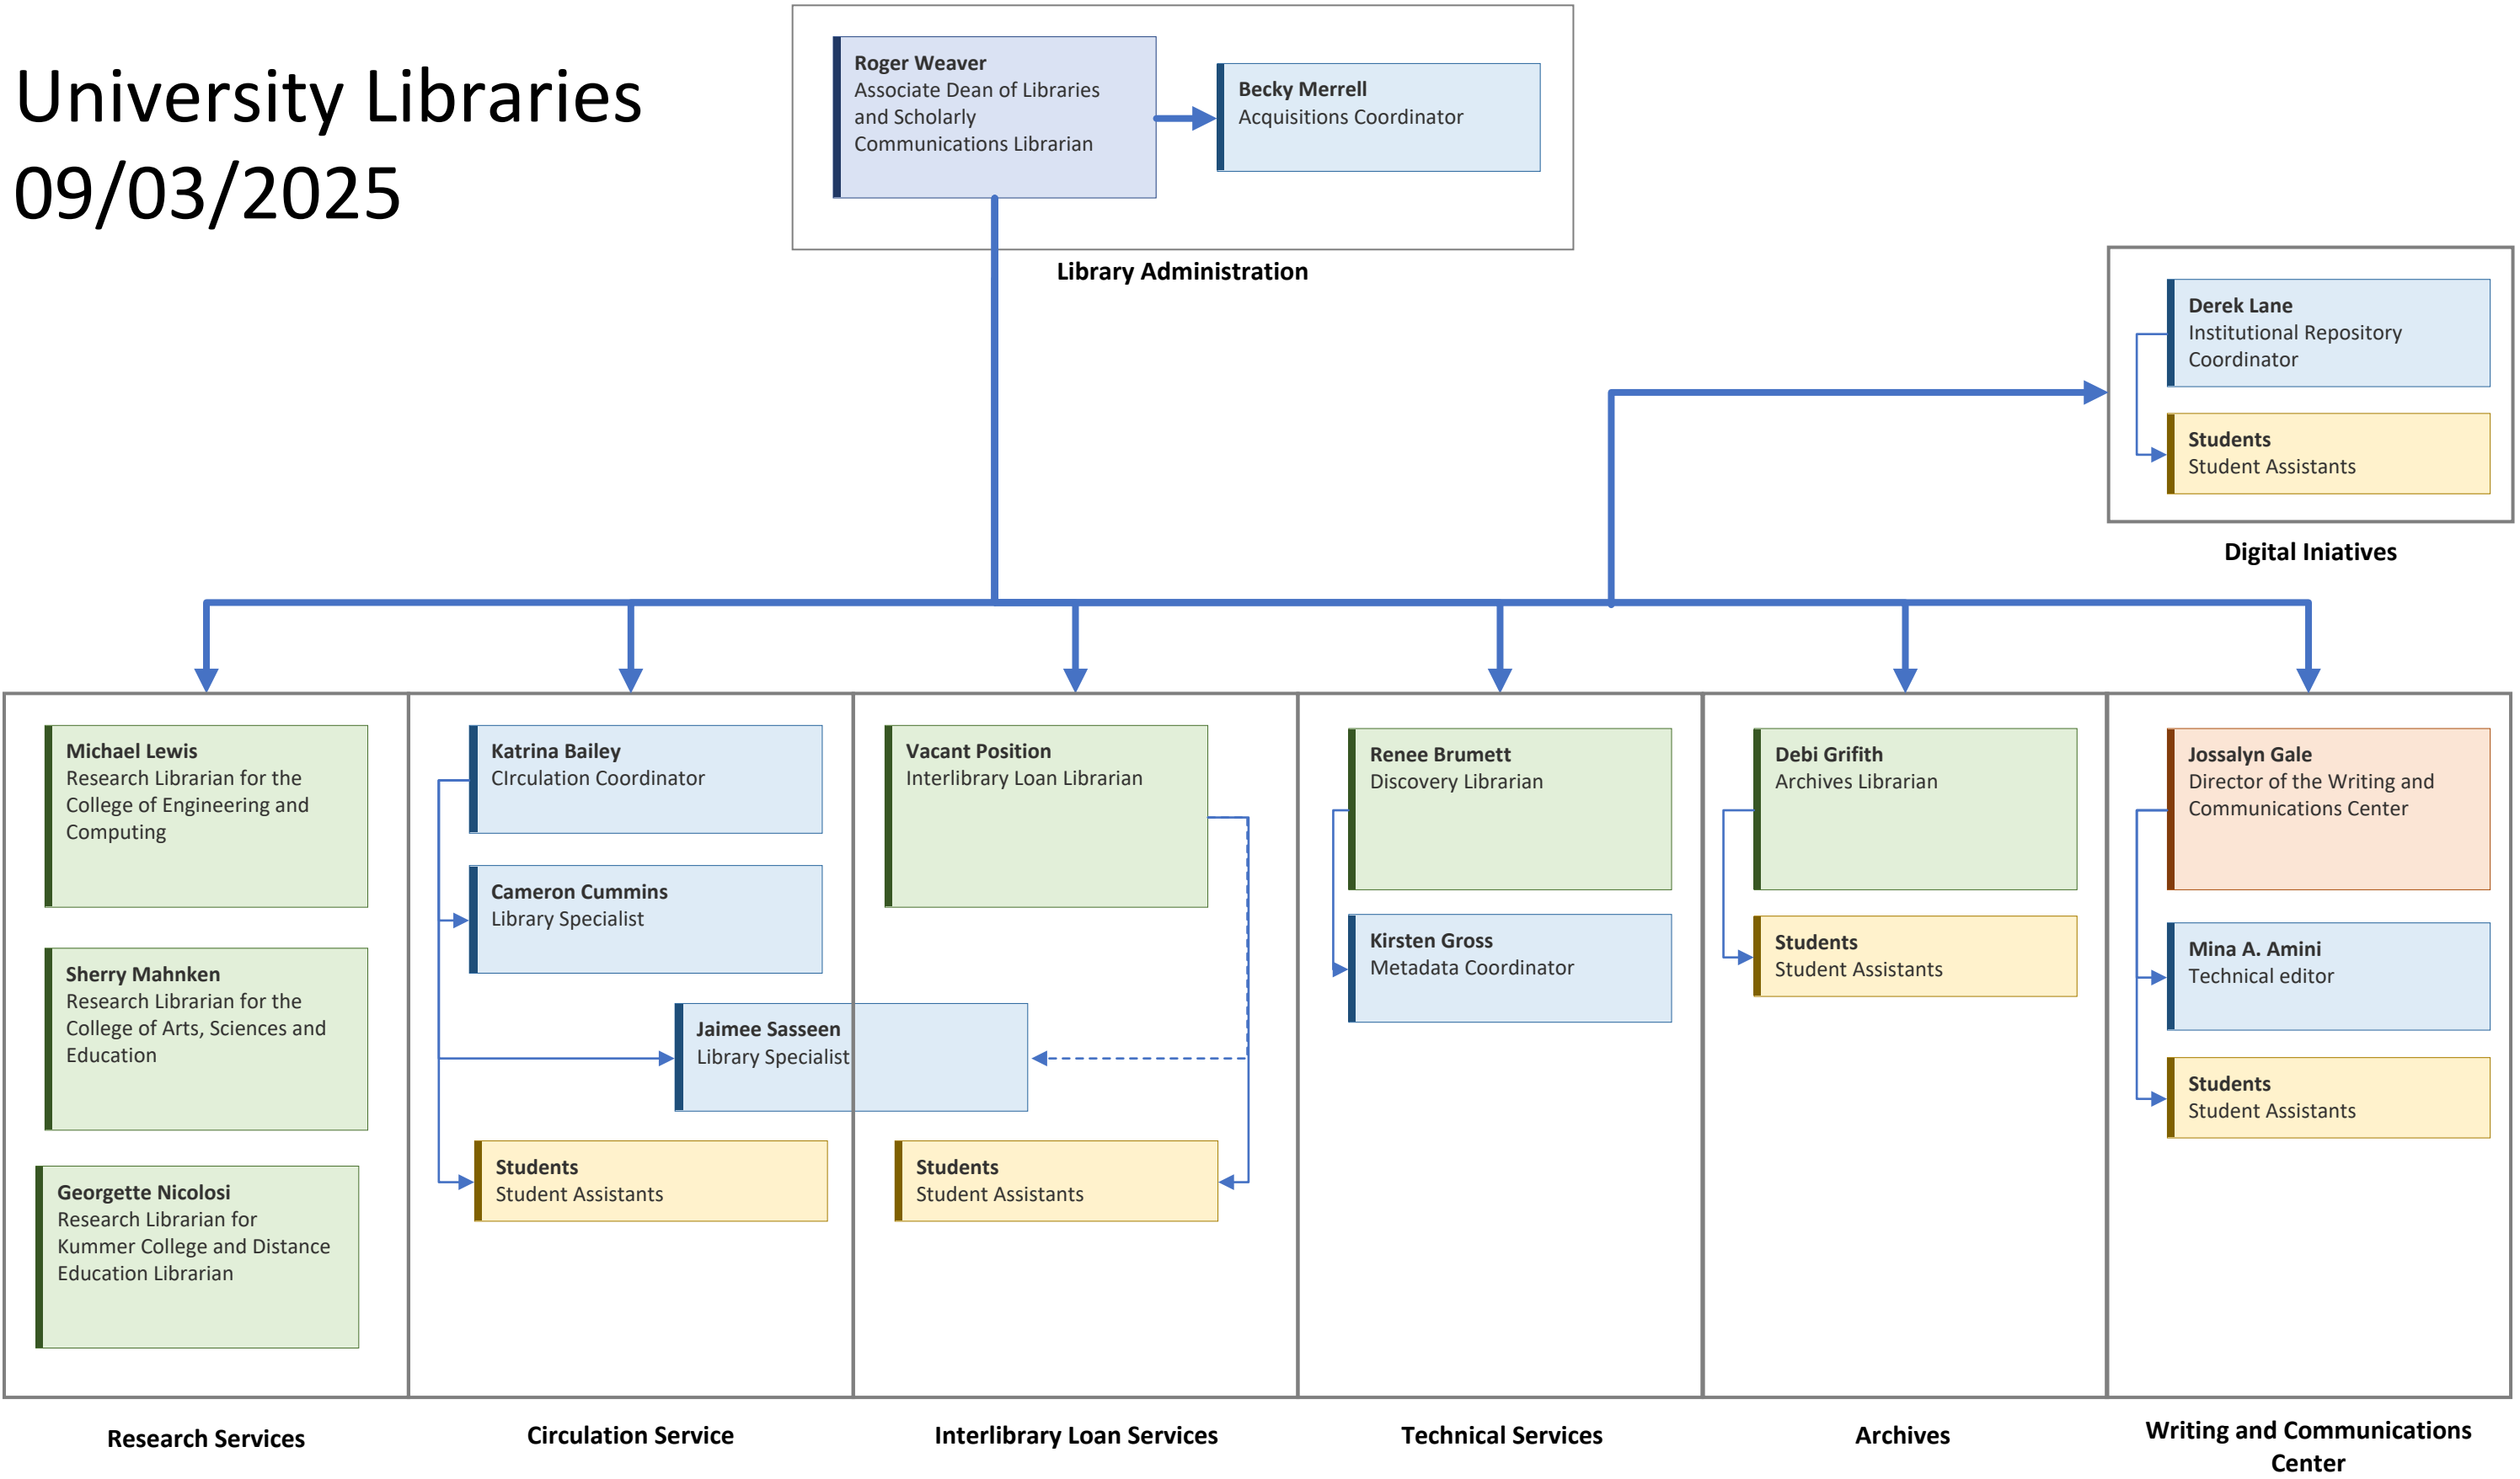 University Libraries
09/03/2025
Roger Weaver
Associate Dean of Libraries
and Scholarly
Communications Librarian
Becky Merrell
Acquisitions Coordinator
Library Administration
Derek Lane
Institutional Repository
Coordinator
Students
Student Assistants
Digital Iniatives
Michael Lewis
Research Librarian for the
College of Engineering and
Computing
Sherry Mahnken
Research Librarian for the
College of Arts, Sciences and
Education
Georgette Nicolosi
Research Librarian for
Kummer College and Distance
Education Librarian
Research Services
Katrina Bailey
CIrculation Coordinator
Cameron Cummins
Library Specialist
Jaimee Sasseen
Library Specialist
Students
Student Assistants
Circulation Service
Vacant Position
Interlibrary Loan Librarian
Students
Student Assistants
Interlibrary Loan Services
Renee Brumett
Discovery Librarian
Kirsten Gross
Metadata Coordinator
Technical Services
Debi Grifith
Archives Librarian
Students
Student Assistants
Archives
Jossalyn Gale
Director of the Writing and
Communications Center
Mina A. Amini
Technical editor
Students
Student Assistants
Writing and Communications
Center